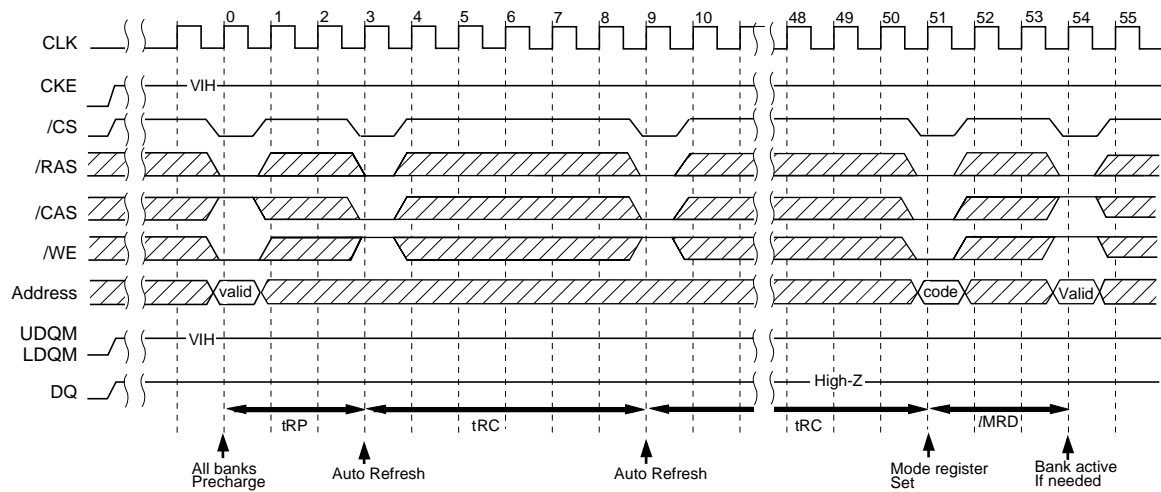 0 1 2 3 4 5 6 7 8 9 10 48 49 50 51 52 53 54 55
CLK
CKE VIH
/CS
/RAS
/CAS
/WE
Address valid code Valid
UDQM
LDQM
VIH
DQ High-Z
tRP tRC tRC lMRD
All banks
Precharge
Auto Refresh
Auto Refresh
Mode register
Set
Bank active
If needed